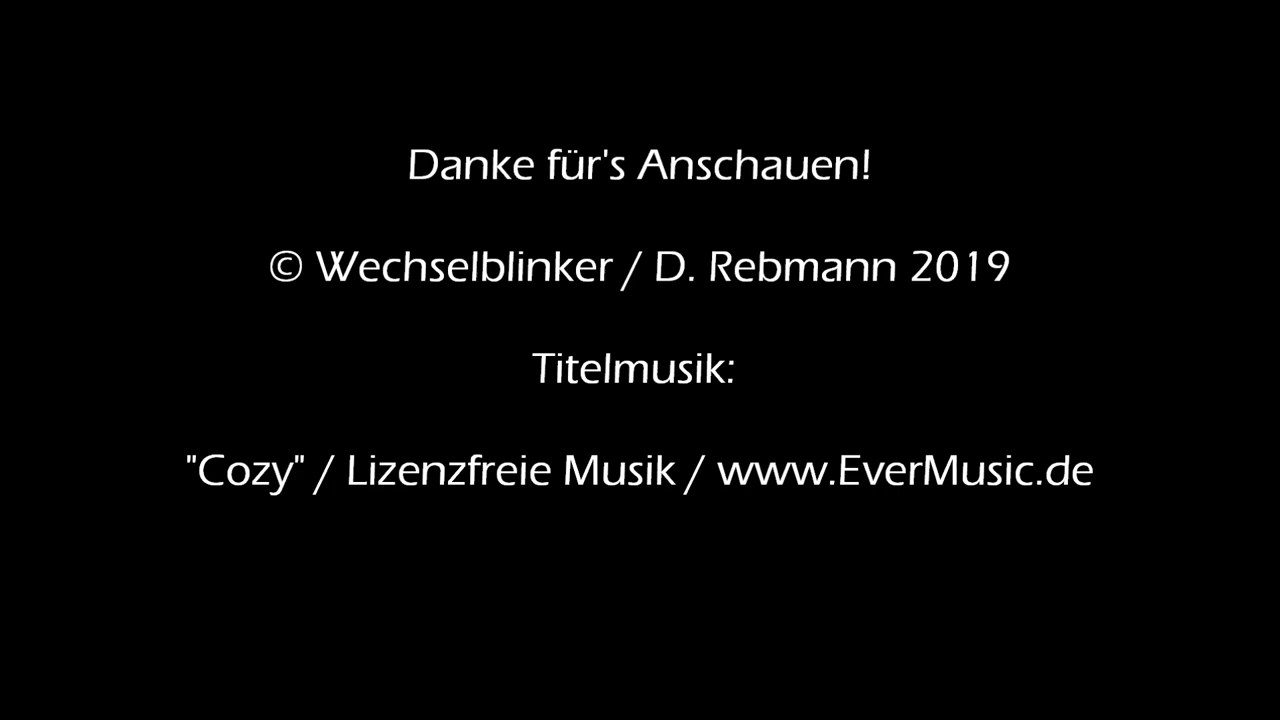 Danke für's Anschauen!
© Wechselblinker / D. Rebmann 2019
Titelmusik:
"Cozy" / Lizenzfreie Musik / www.EverMusic.de